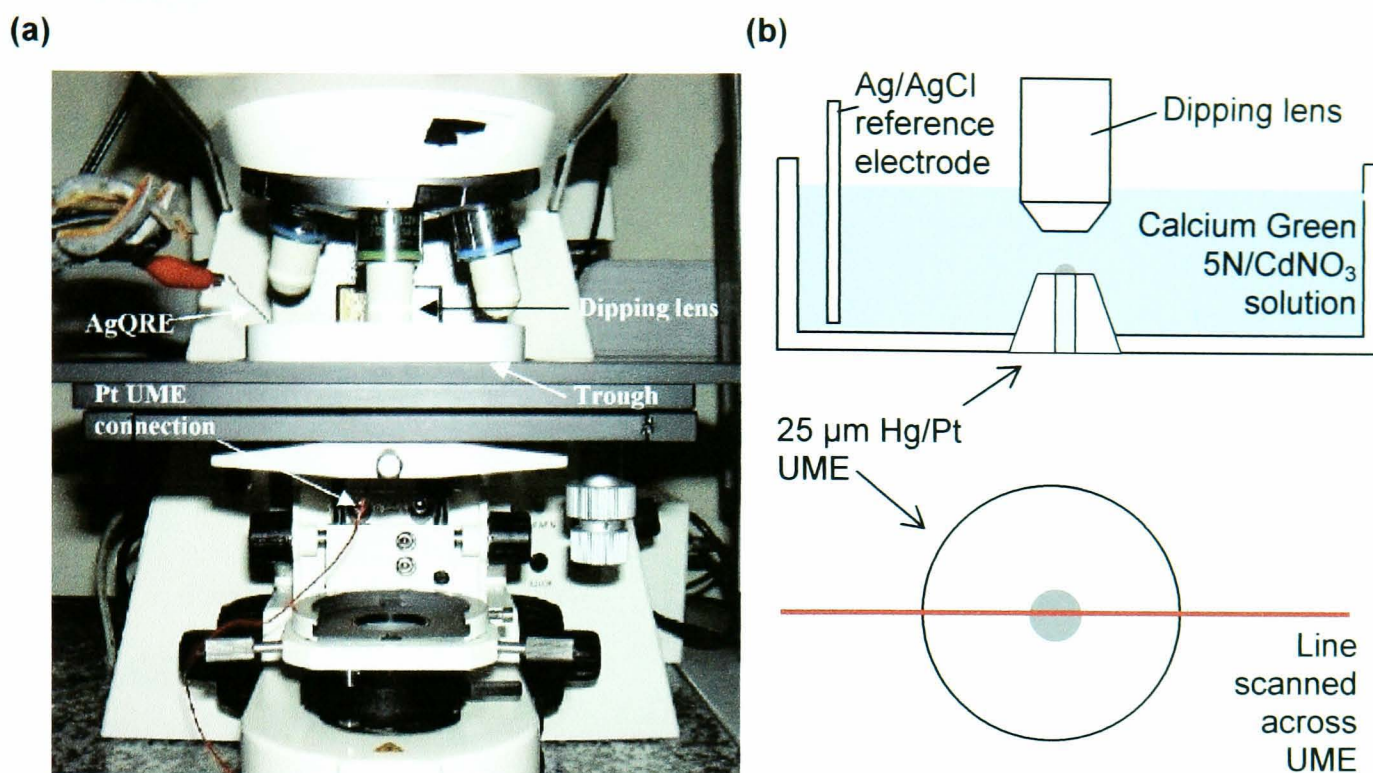 (a)
(b)
AgQRE
Dipping lens
Pt UME
connection
Trough
Ag/AgCl
reference
electrode
Dipping lens
Calcium Green
5N/CdNO₃
solution
25 µm Hg/Pt
UME
Line
scanned
across
UME